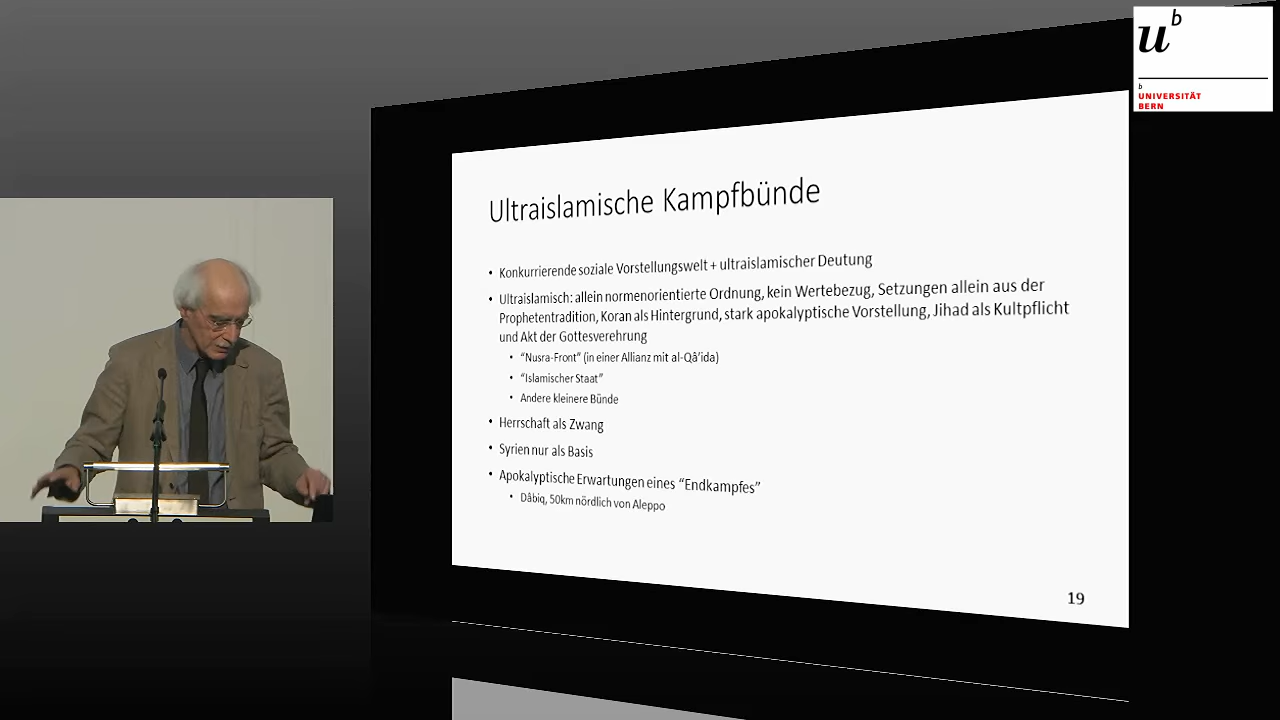 u^b
b
UNIVERSITÄT
BERN
Ultraislamische Kampfbünde
• Konkurrierende soziale Vorstellungswelt + ultraislamischer Deutung
• Ultraislamisch: allein normenorientierte Ordnung, kein Wertebezug, Setzungen allein aus der
Prophetentradition, Koran als Hintergrund, stark apokalyptische Vorstellung, Jihad als Kultpflicht
und Akt der Gottesverehrung
• “Nusra-Front” (in einer Allianz mit al-Qâ’ida)
• “Islamischer Staat”
• Andere kleinere Bünde
• Herrschaft als Zwang
• Syrien nur als Basis
• Apokalyptische Erwartungen eines “Endkampfes”
• Dâbiq, 50km nördlich von Aleppo
19